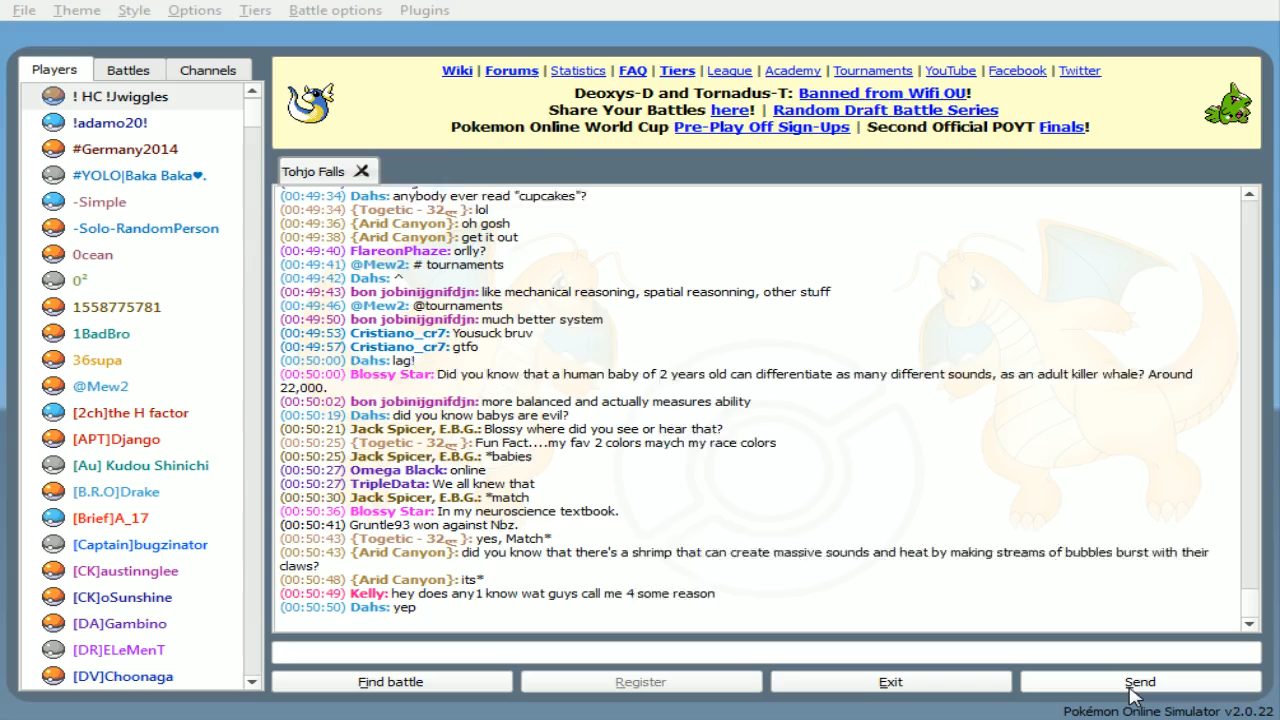 File Theme Style Options Tiers Battle options Plugins
Players Battles Channels
! HC !Jwiggles
!adamo20!
#Germany2014
#YOLO|Baka Baka♥.
-Simple
-Solo-RandomPerson
0cean
0²
1558775781
1BadBro
36supa
@Mew2
[2ch]the H factor
[APT]Django
[Au] Kudou Shinichi
[B.R.O]Drake
[Brief]A_17
[Captain]bugzinator
[CK]austinnglee
[CK]oSunshine
[DA]Gambino
[DR]ELeMenT
[DV]Choonaga
Wiki | Forums | Statistics | FAQ | Tiers | League | Academy | Tournaments | YouTube | Facebook | Twitter
Deoxys-D and Tornadus-T: Banned from Wifi OU!
Share Your Battles here! | Random Draft Battle Series
Pokemon Online World Cup Pre-Play Off Sign-Ups | Second Official POYT Finals!
Tohjo Falls
(00:49:34) Dahs: anybody ever read "cupcakes"?
(00:49:34) {Togetic - 32}: lol
(00:49:36) {Arid Canyon}: oh gosh
(00:49:38) {Arid Canyon}: get it out
(00:49:40) FlareonPhaze: orlly?
(00:49:41) @Mew2: # tournaments
(00:49:42) Dahs: ^
(00:49:43) bon jobinijgnifdjn: like mechanical reasoning, spatial reasonning, other stuff
(00:49:46) @Mew2: @tournaments
(00:49:50) bon jobinijgnifdjn: much better system
(00:49:53) Cristiano_cr7: Yousuck bruv
(00:49:57) Cristiano_cr7: gtfo
(00:50:00) Dahs: lag!
(00:50:00) Blossy Star: Did you know that a human baby of 2 years old can differentiate as many different sounds, as an adult killer whale? Around
22,000.
(00:50:02) bon jobinijgnifdjn: more balanced and actually measures ability
(00:50:19) Dahs: did you know babys are evil?
(00:50:21) Jack Spicer, E.B.G.: Blossy where did you see or hear that?
(00:50:25) {Togetic - 32}: Fun Fact....my fav 2 colors maych my race colors
(00:50:25) Jack Spicer, E.B.G.: *babies
(00:50:27) Omega Black: online
(00:50:27) TripleData: We all knew that
(00:50:30) Jack Spicer, E.B.G.: *match
(00:50:36) Blossy Star: In my neuroscience textbook.
(00:50:41) Gruntle93 won against Nbz.
(00:50:43) {Togetic - 32}: yes, Match*
(00:50:43) {Arid Canyon}: did you know that there's a shrimp that can create massive sounds and heat by making streams of bubbles burst with their
claws?
(00:50:48) {Arid Canyon}: its*
(00:50:49) Kelly: hey does any1 know wat guys call me 4 some reason
(00:50:50) Dahs: yep
Find battle Register Exit Send
Pokémon Online Simulator v2.0.22